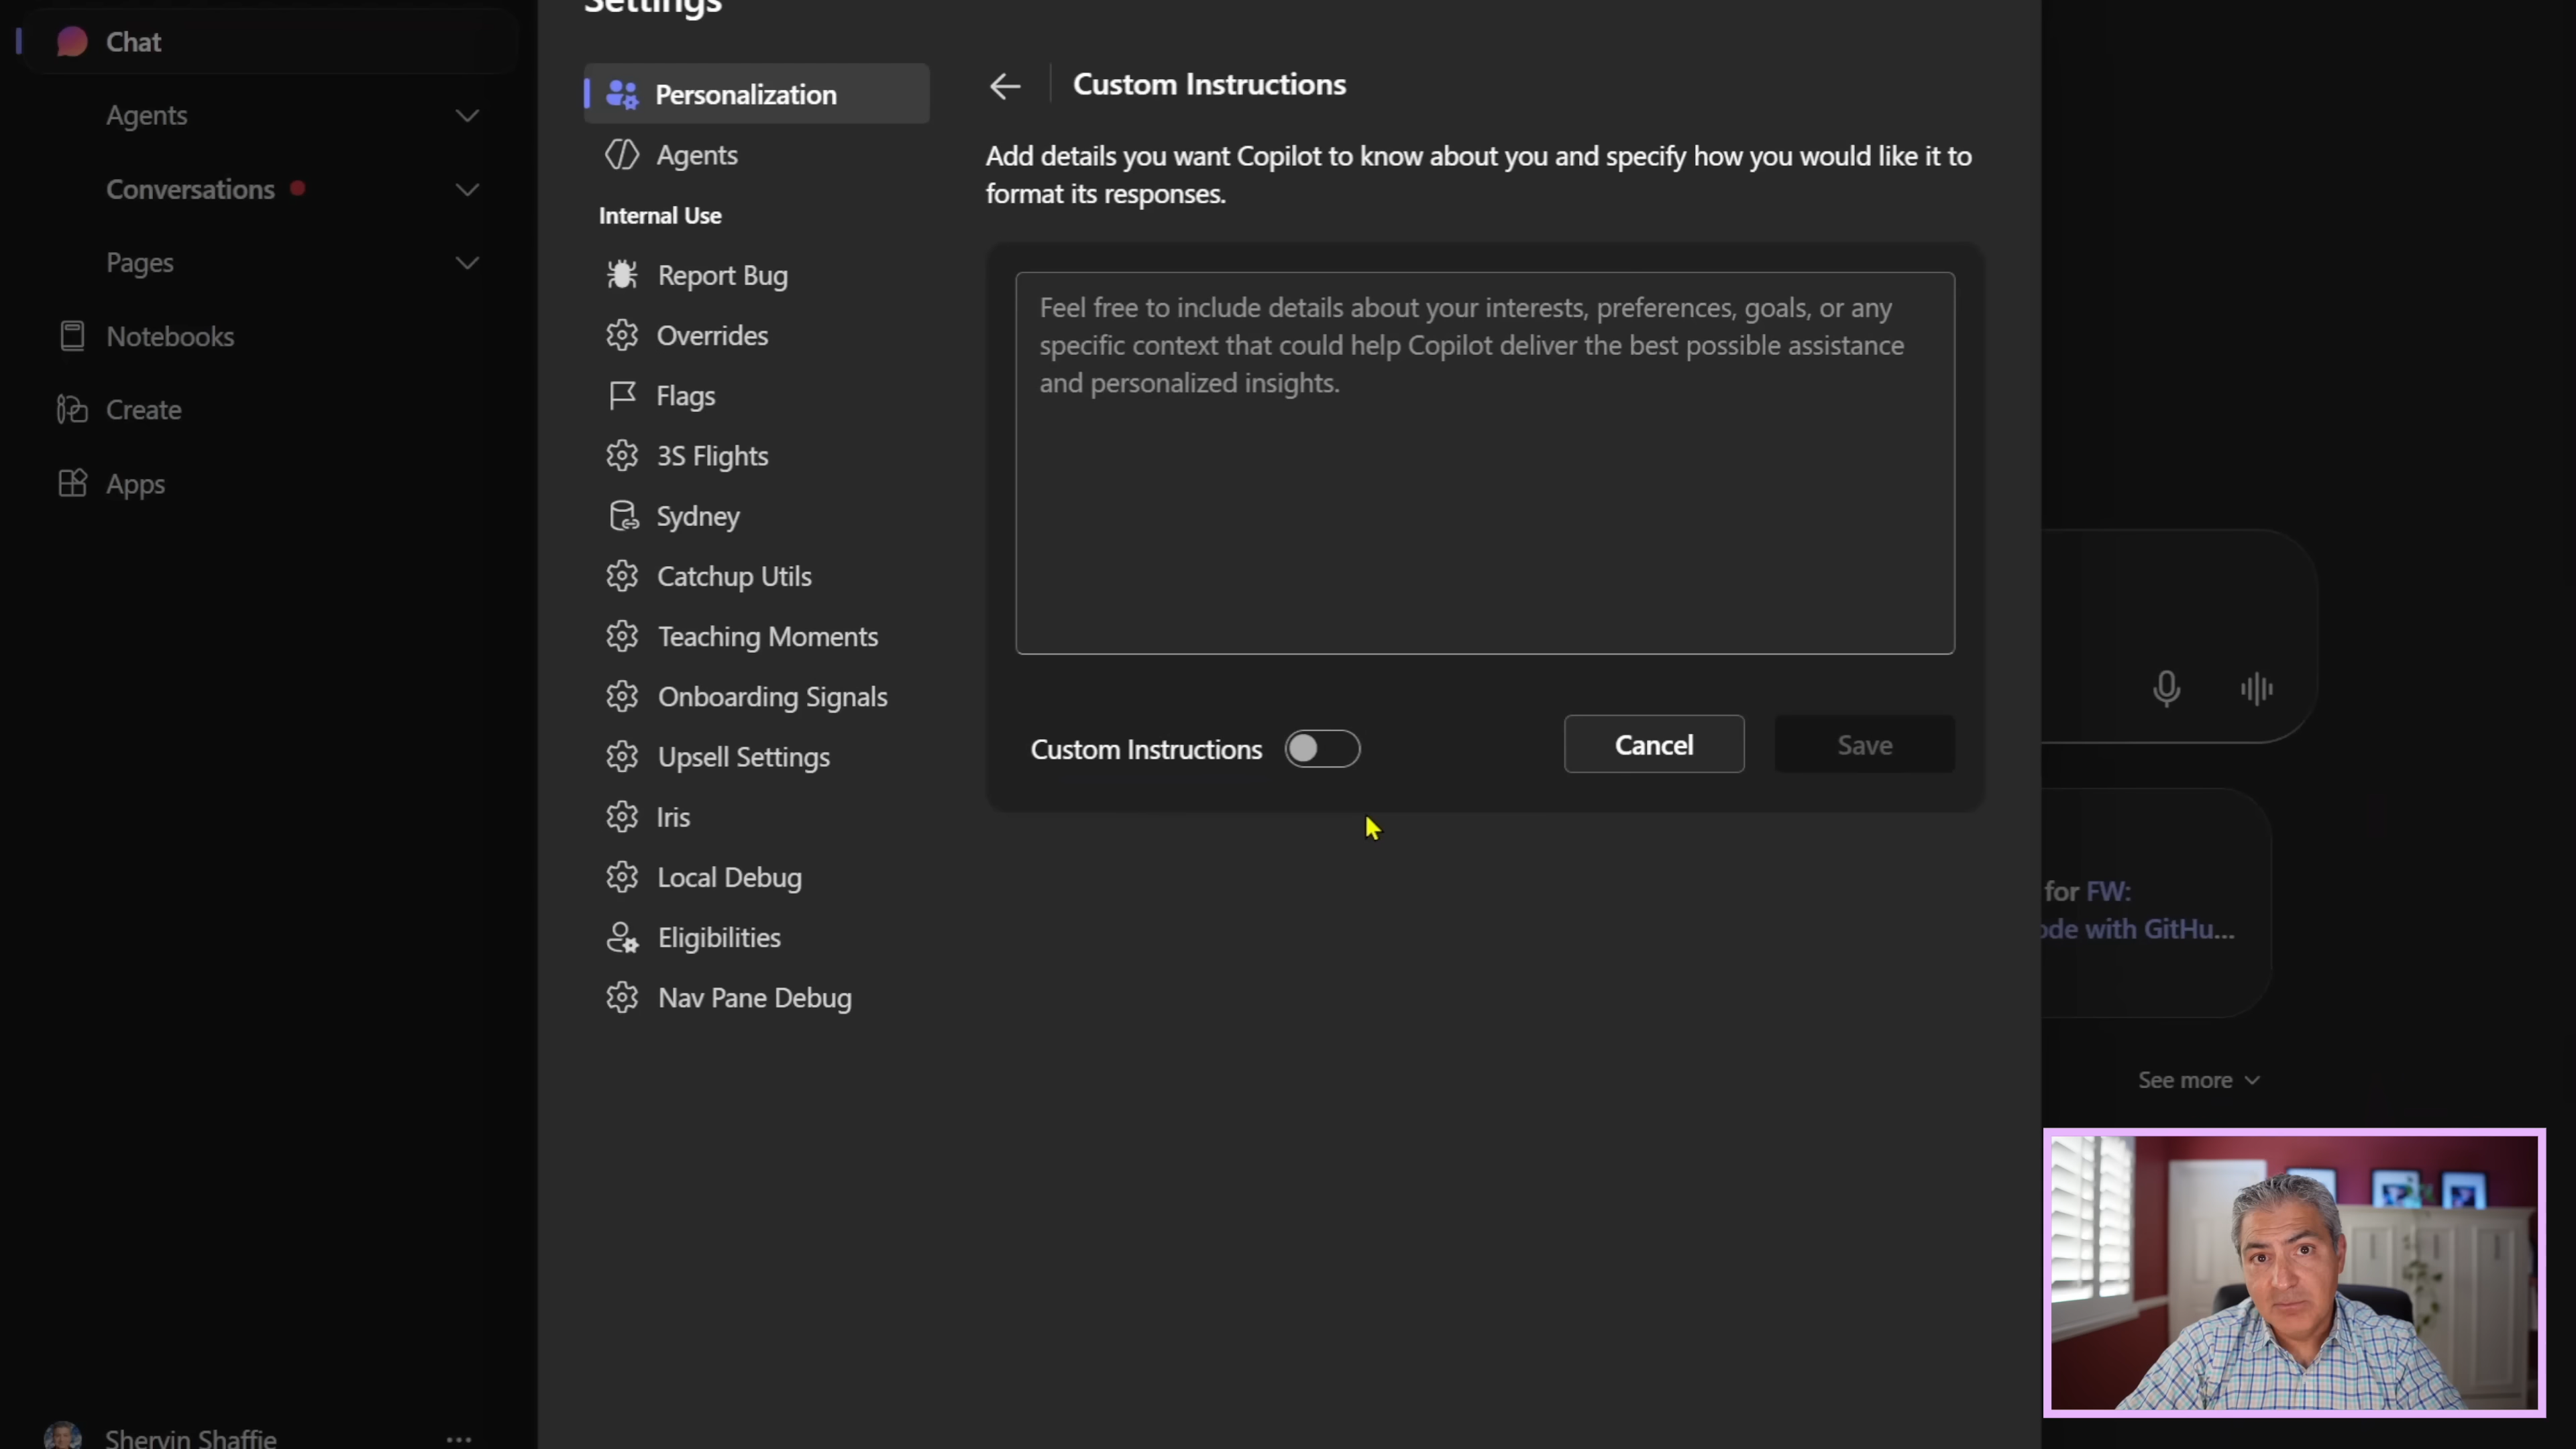 Settings
Chat
Agents
Conversations
Pages
Notebooks
Create
Apps
Shervin Shaffie
Personalization
Agents
Internal Use
Report Bug
Overrides
Flags
3S Flights
Sydney
Catchup Utils
Teaching Moments
Onboarding Signals
Upsell Settings
Iris
Local Debug
Eligibilities
Nav Pane Debug
Custom Instructions
Add details you want Copilot to know about you and specify how you would like it to
format its responses.
Feel free to include details about your interests, preferences, goals, or any
specific context that could help Copilot deliver the best possible assistance
and personalized insights.
Custom Instructions
Cancel
Save
for FW:
ode with GitHu...
See more